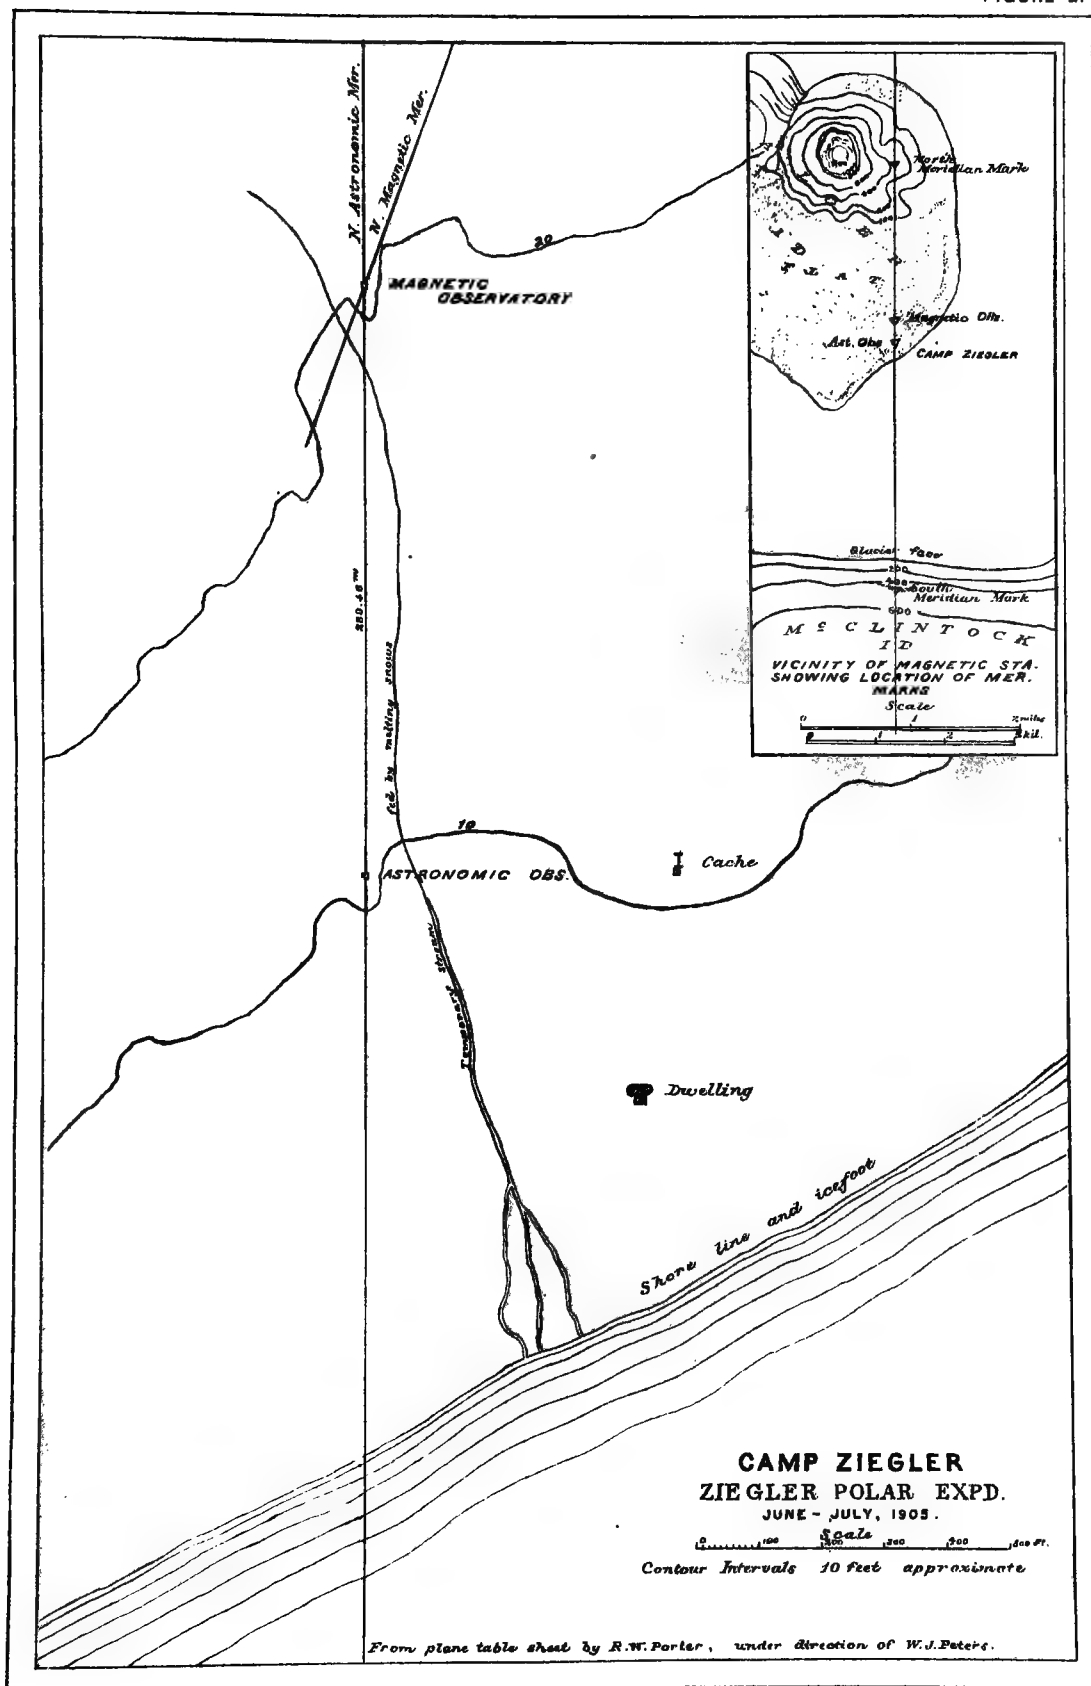 N. Astronomic Mer.
N. Magnetic Mer.
20
MAGNETIC
OBSERVATORY
fed by melting snows
10
ASTRONOMIC OBS.
Cache
Temporary stream
Dwelling
Shore line and icefoot
North
Meridian Mark
Magnetic Obs.
Ast. Obs
CAMP ZIEGLER
Glacier face
200
400
South
Meridian Mark
600
McCLINTOCK
ID
VICINITY OF MAGNETIC STA.
SHOWING LOCATION OF MER.
MARKS
Scale
0 1 2 miles
0 1 2 3 kil.
CAMP ZIEGLER
ZIEGLER POLAR EXPD.
JUNE - JULY, 1905.
Scale
0 100 200 300 400 500 Ft.
Contour Intervals 10 feet approximate
From plane table sheet by R.W. Porter, under direction of W.J. Peters.